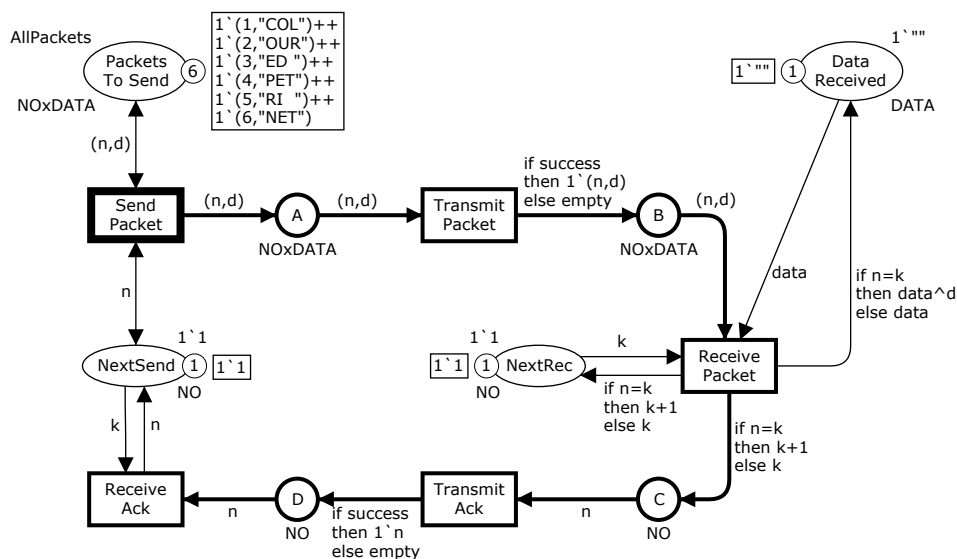 AllPackets
Packets
To Send
6
NOxDATA
1`(1,"COL")++
1`(2,"OUR")++
1`(3,"ED ")++
1`(4,"PET")++
1`(5,"RI  ")++
1`(6,"NET")
1`""
1`""
1
Data
Received
DATA
(n,d)
Send
Packet
(n,d)
A
NOxDATA
(n,d)
Transmit
Packet
if success
then 1`(n,d)
else empty
B
NOxDATA
(n,d)
data
if n=k
then data^d
else data
n
1`1
NextSend
1
1`1
NO
1`1
1`1
1
NextRec
NO
k
if n=k
then k+1
else k
Receive
Packet
if n=k
then k+1
else k
k
n
Receive
Ack
n
D
NO
if success
then 1`n
else empty
Transmit
Ack
n
C
NO